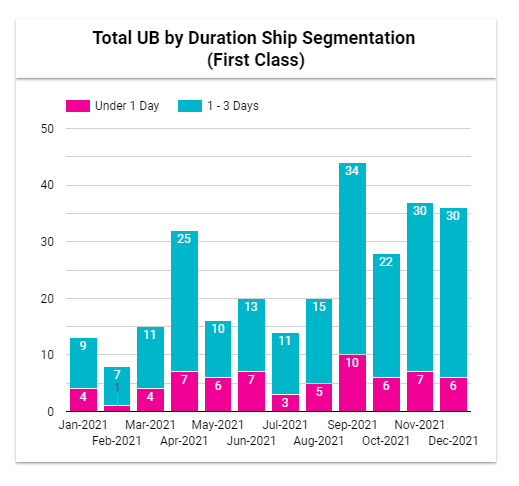 Total UB by Duration Ship Segmentation
(First Class)
Under 1 Day
1 - 3 Days
50
40
30
20
10
0
9
4
7
1
11
4
25
7
10
6
13
7
11
3
15
5
34
10
22
6
30
7
30
6
Jan-2021
Feb-2021
Mar-2021
Apr-2021
May-2021
Jun-2021
Jul-2021
Aug-2021
Sep-2021
Oct-2021
Nov-2021
Dec-2021